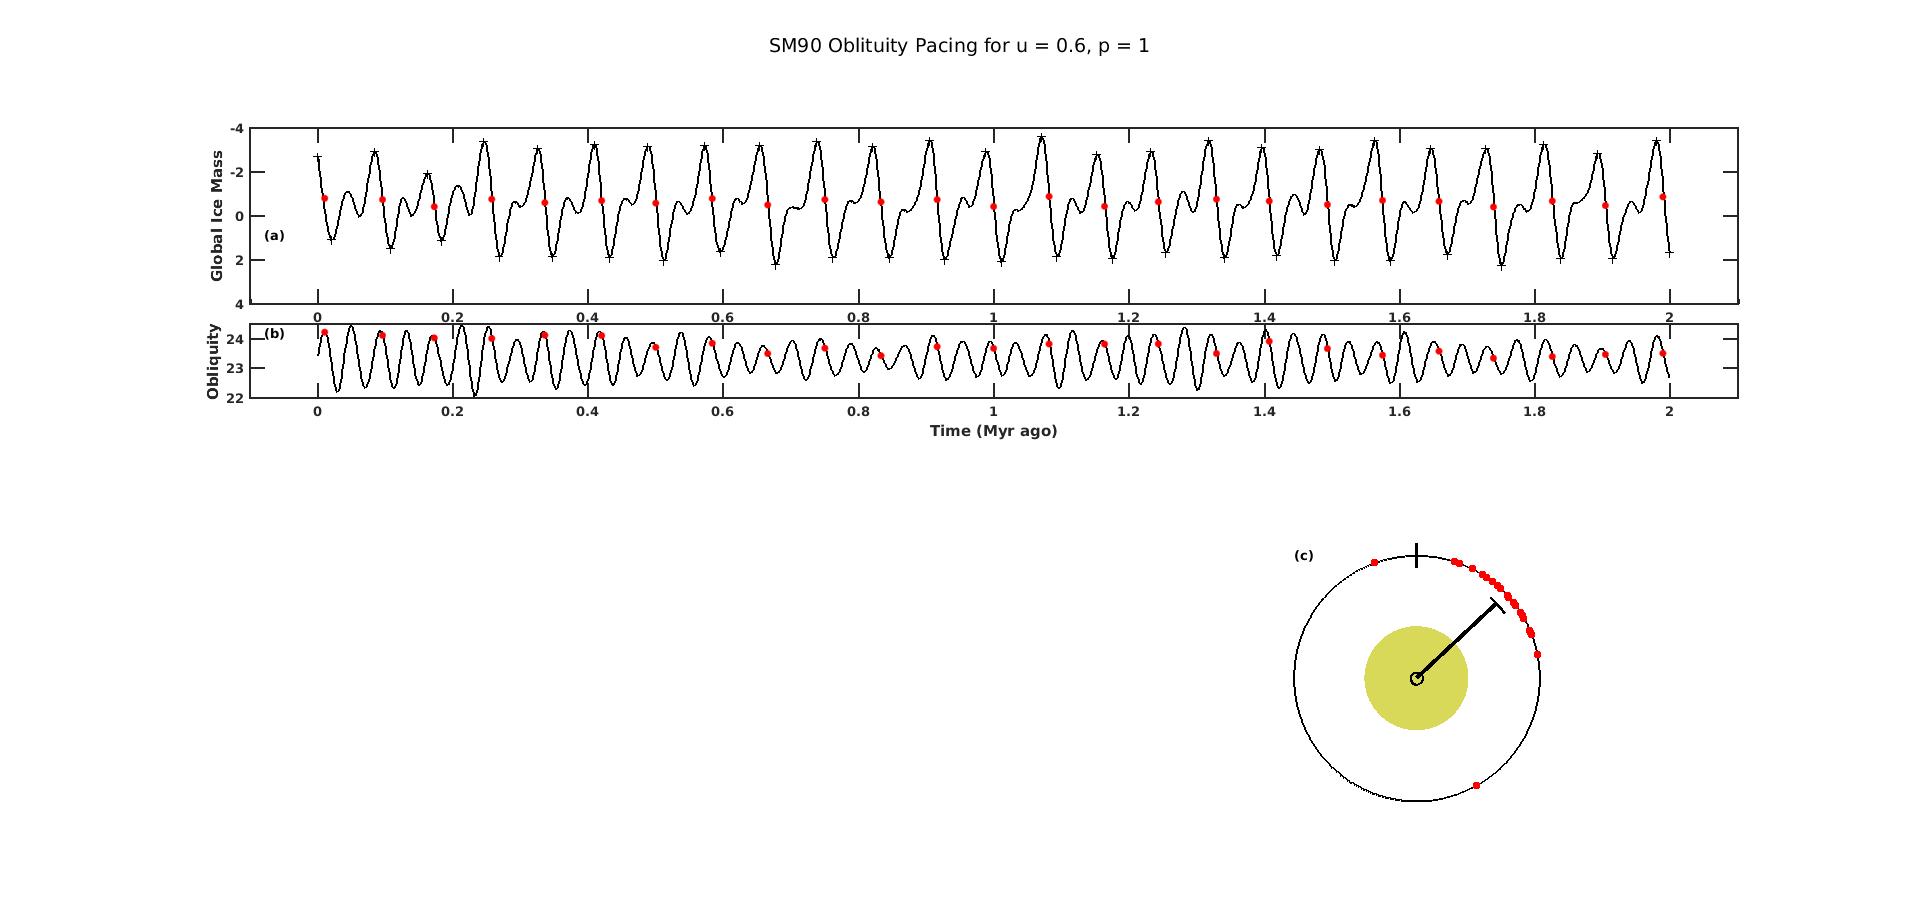 SM90 Oblituity Pacing for u = 0.6, p = 1
Global Ice Mass
-4
-2
0
2
4
(a)
0 0.2 0.4 0.6 0.8 1 1.2 1.4 1.6 1.8 2
Obliquity
24
23
22
(b)
0 0.2 0.4 0.6 0.8 1 1.2 1.4 1.6 1.8 2
Time (Myr ago)
(c)